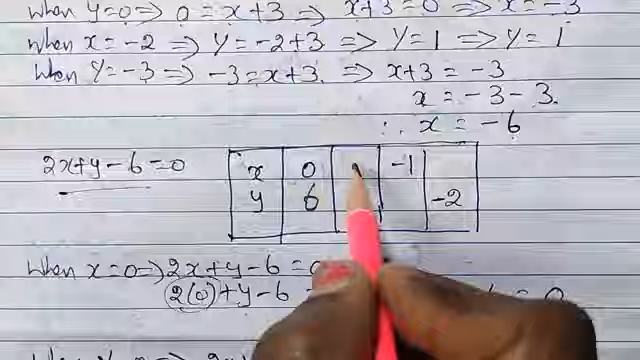 when y=0 ⇒ 0 = x+3 ⇒ x+3 = 0 ⇒ x = -3
when x=-2 ⇒ y=-2+3 ⇒ y=1 ⇒ y = 1
when y=-3 ⇒ -3=x+3. ⇒ x+3 = -3
x = -3-3.
∴ x = -6
2x+y-6=0
x 0 -1
y 6 -2
when x=0 ⇒ 2x+y-6=
2(0)+y-6